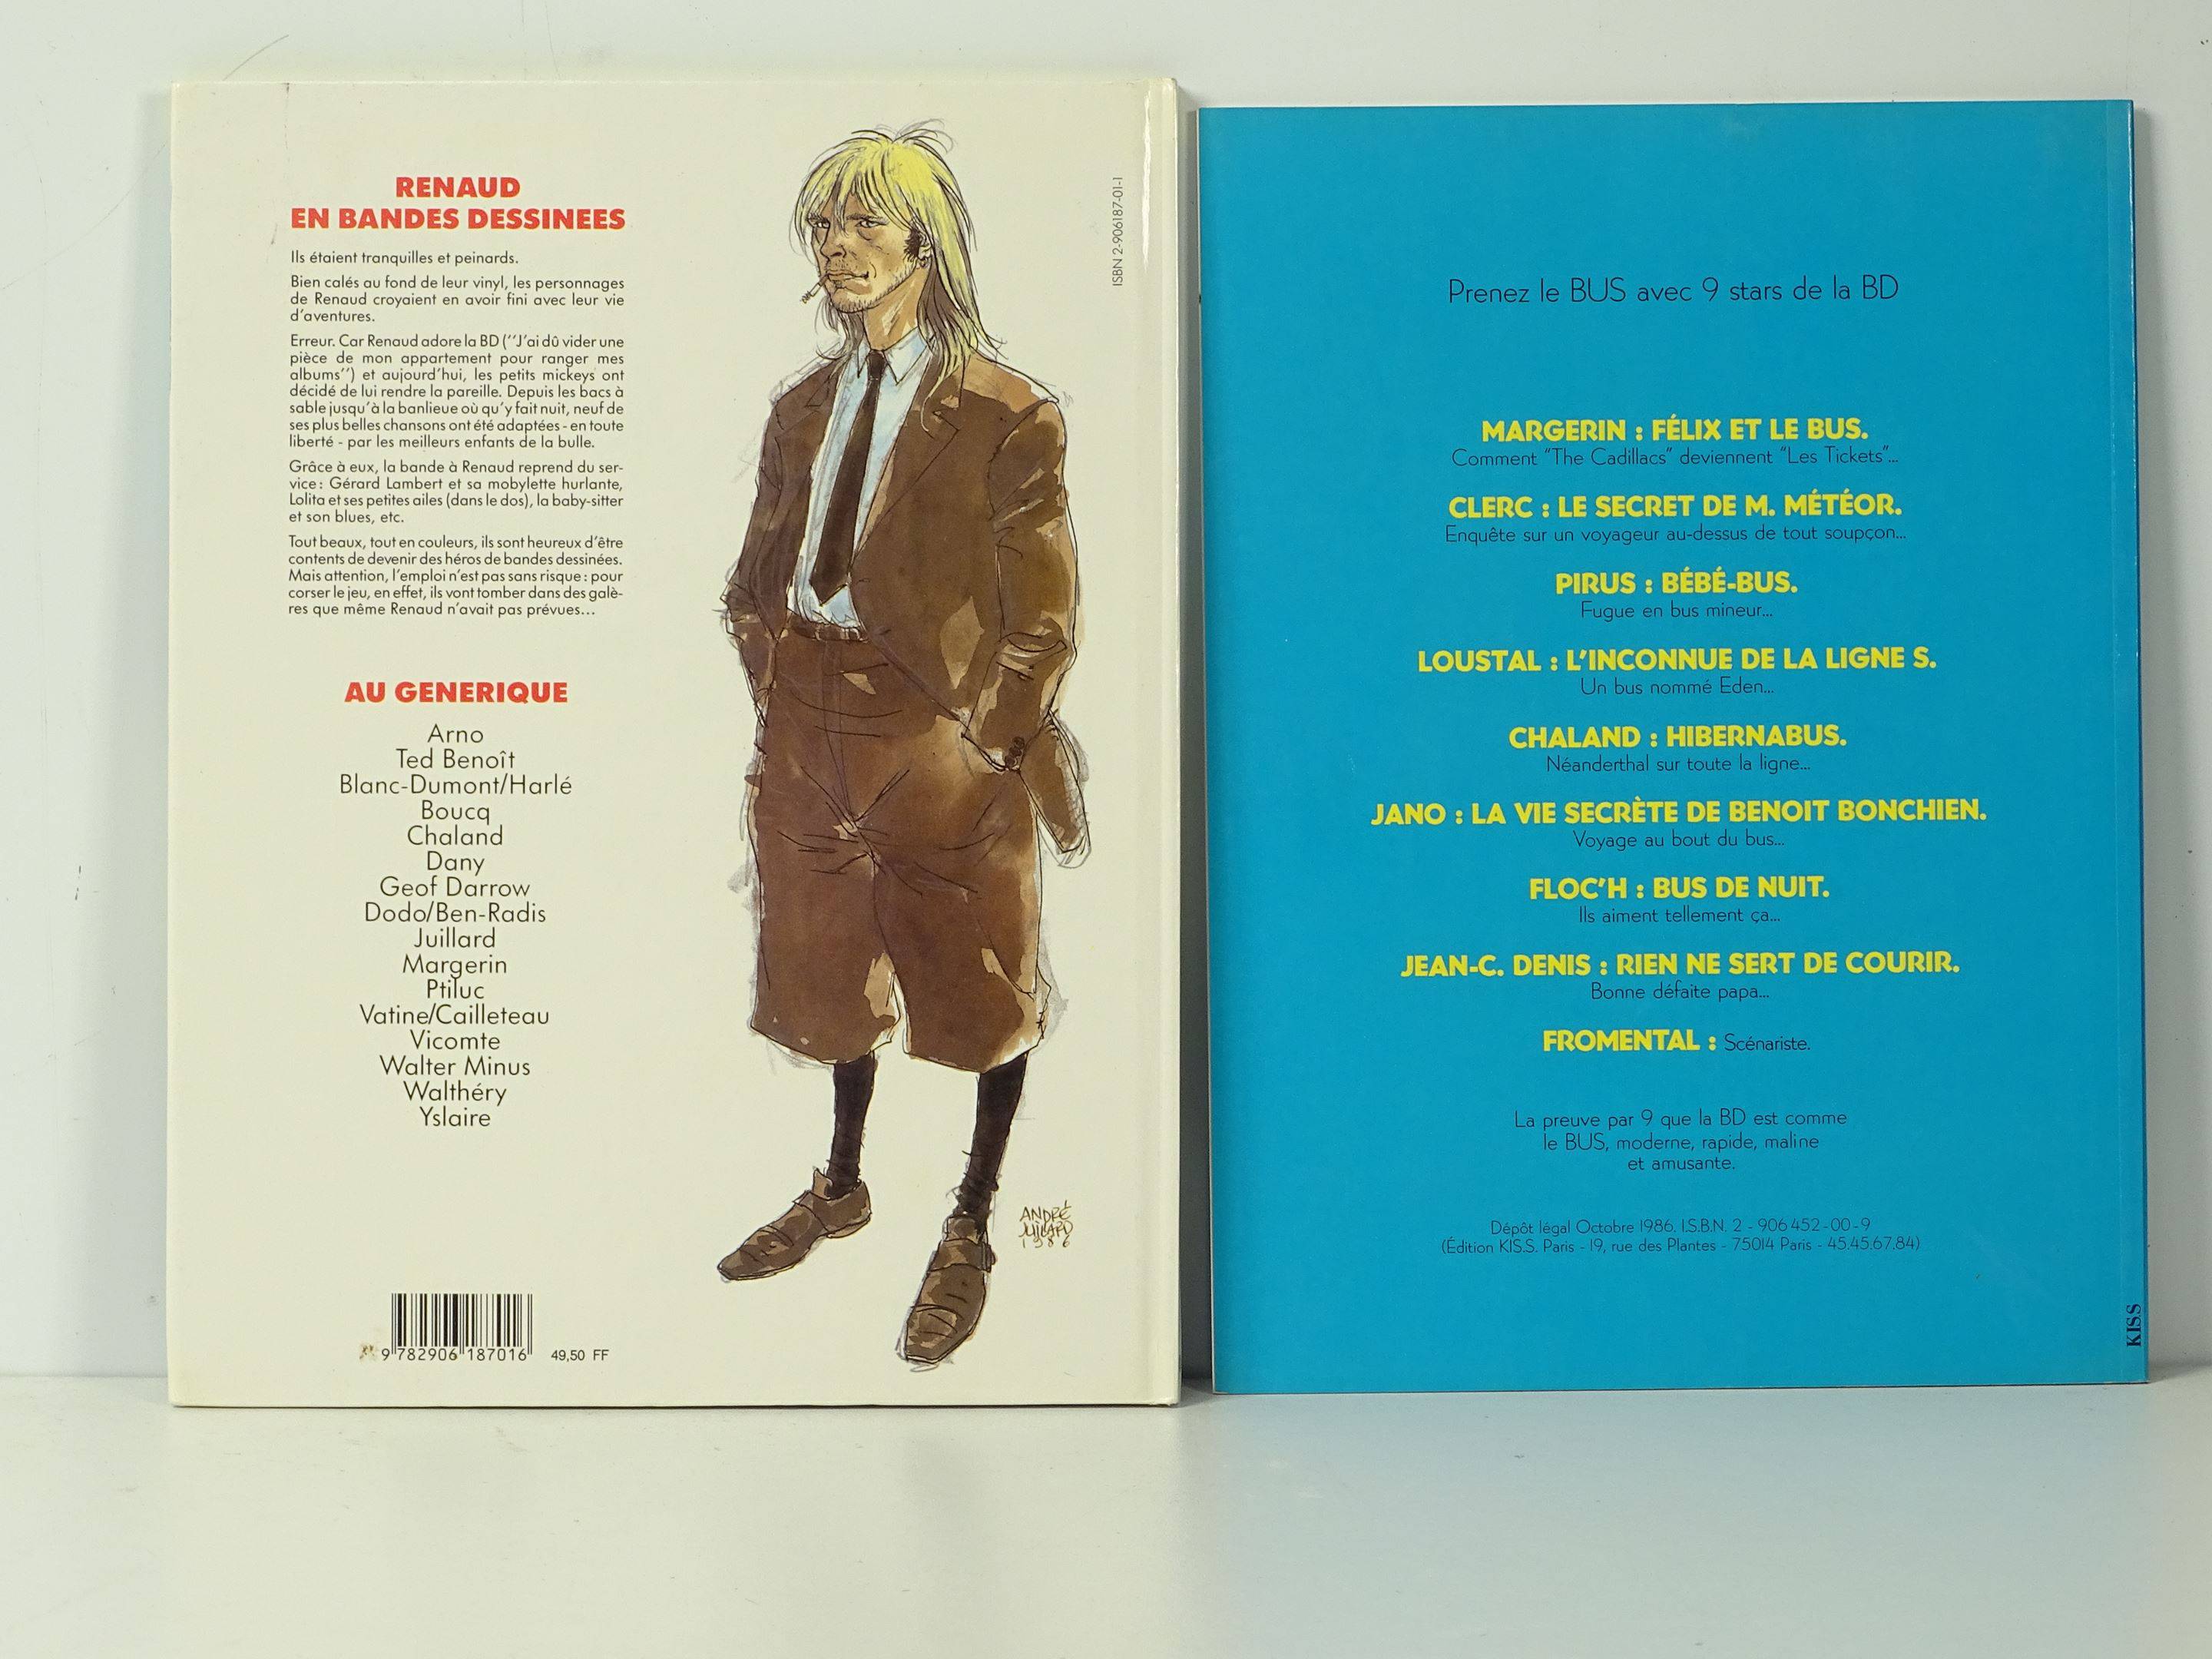 RENAUD
EN BANDES DESSINEES
Ils étaient tranquilles et peinards.
Bien calés au fond de leur vinyl, les personnages
de Renaud croyaient en avoir fini avec leur vie
d'aventures.
Erreur. Car Renaud adore la BD (''J'ai dû vider une
pièce de mon appartement pour ranger mes
albums'') et aujourd'hui, les petits mickeys ont
décidé de lui rendre la pareille. Depuis les bacs à
sable jusqu'à la banlieue où qu'y fait nuit, neuf de
ses plus belles chansons ont été adaptées - en toute
liberté - par les meilleurs enfants de la bulle.
Grâce à eux, la bande à Renaud reprend du ser-
vice : Gérard Lambert et sa mobylette hurlante,
Lolita et ses petites ailes (dans le dos), la baby-sitter
et son blues, etc.
Tout beaux, tout en couleurs, ils sont heureux d'être
contents de devenir des héros de bandes dessinées.
Mais attention, l'emploi n'est pas sans risque : pour
corser le jeu, en effet, ils vont tomber dans des galè-
res que même Renaud n'avait pas prévues...
AU GENERIQUE
Arno
Ted Benoît
Blanc-Dumont/Harlé
Boucq
Chaland
Dany
Geof Darrow
Dodo/Ben-Radis
Juillard
Margerin
Ptiluc
Vatine/Cailleteau
Vicomte
Walter Minus
Walthéry
Yslaire
9 782906 187016
49,50 FF
ISBN 2-906187-01-1
ANDRÉ
JUILLARD
1986
Prenez le BUS avec 9 stars de la BD
MARGERIN : FÉLIX ET LE BUS.
Comment "The Cadillacs" deviennent "Les Tickets"...
CLERC : LE SECRET DE M. MÉTÉOR.
Enquête sur un voyageur au-dessus de tout soupçon...
PIRUS : BÉBÉ-BUS.
Fugue en bus mineur...
LOUSTAL : L'INCONNUE DE LA LIGNE S.
Un bus nommé Eden...
CHALAND : HIBERNABUS.
Néanderthal sur toute la ligne...
JANO : LA VIE SECRÈTE DE BENOIT BONCHIEN.
Voyage au bout du bus...
FLOC'H : BUS DE NUIT.
Ils aiment tellement ça...
JEAN-C. DENIS : RIEN NE SERT DE COURIR.
Bonne défaite papa...
FROMENTAL : Scénariste.
La preuve par 9 que la BD est comme
le BUS, moderne, rapide, maline
et amusante.
Dépôt légal Octobre 1986. I.S.B.N. 2 - 906 452 - 00 - 9
(Édition KIS.S. Paris - 19, rue des Plantes - 75014 Paris - 45.45.67.84)
KIS.S